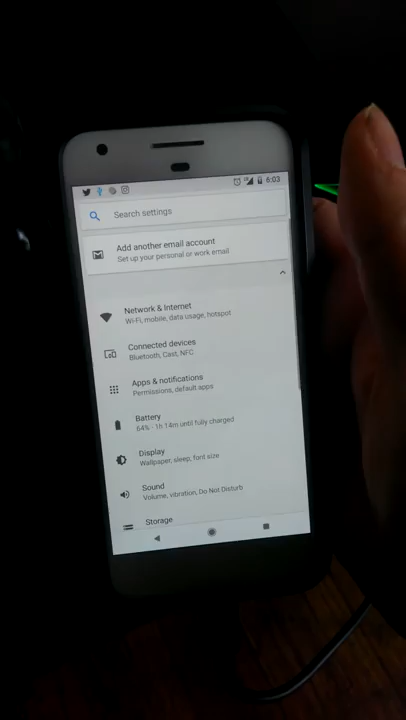 6:03
Search settings
Add another email account
Set up your personal or work email
Network & Internet
Wi-Fi, mobile, data usage, hotspot
Connected devices
Bluetooth, Cast, NFC
Apps & notifications
Permissions, default apps
Battery
64% - 1h 14m until fully charged
Display
Wallpaper, sleep, font size
Sound
Volume, vibration, Do Not Disturb
Storage